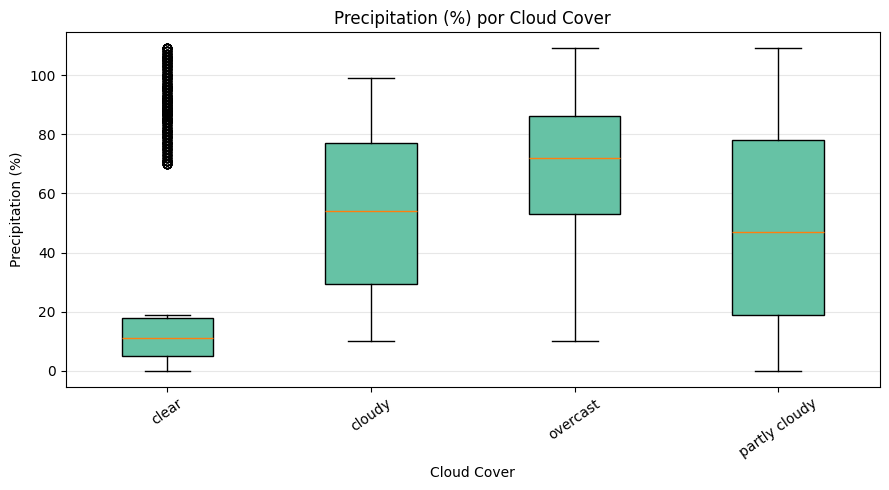 Precipitation (%) por Cloud Cover
Precipitation (%)
100
80
60
40
20
0
clear
cloudy
overcast
partly cloudy
Cloud Cover